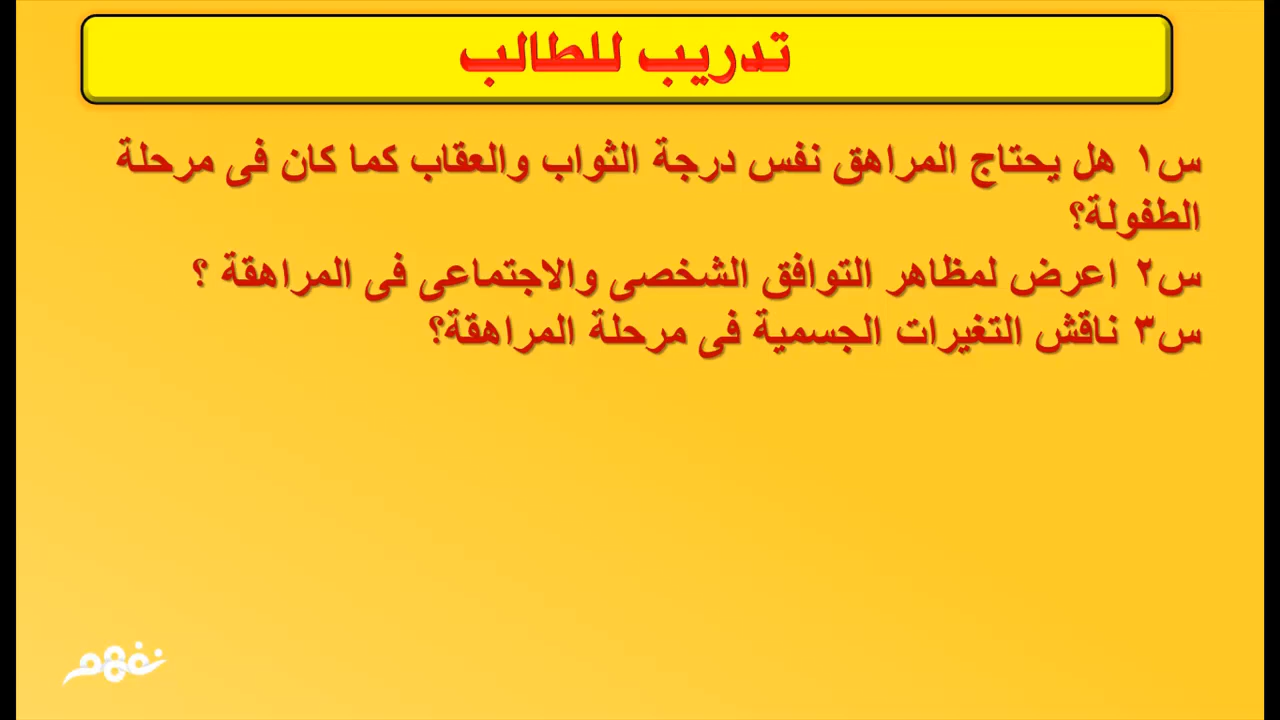 تدريب للطالب
س١ هل يحتاج المراهق نفس درجة الثواب والعقاب كما كان فى مرحلة
الطفولة؟
س٢ اعرض لمظاهر التوافق الشخصى والاجتماعى فى المراهقة ؟
س٣ ناقش التغيرات الجسمية فى مرحلة المراهقة؟
نفهم